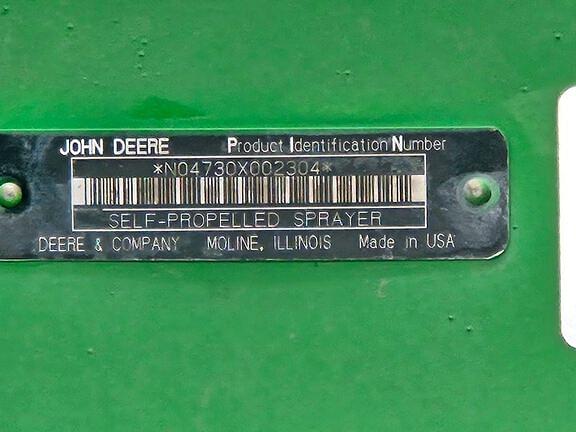 JOHN DEERE Product Identification Number
*N04730X002304*
SELF-PROPELLED SPRAYER
DEERE & COMPANY MOLINE, ILLINOIS Made in USA